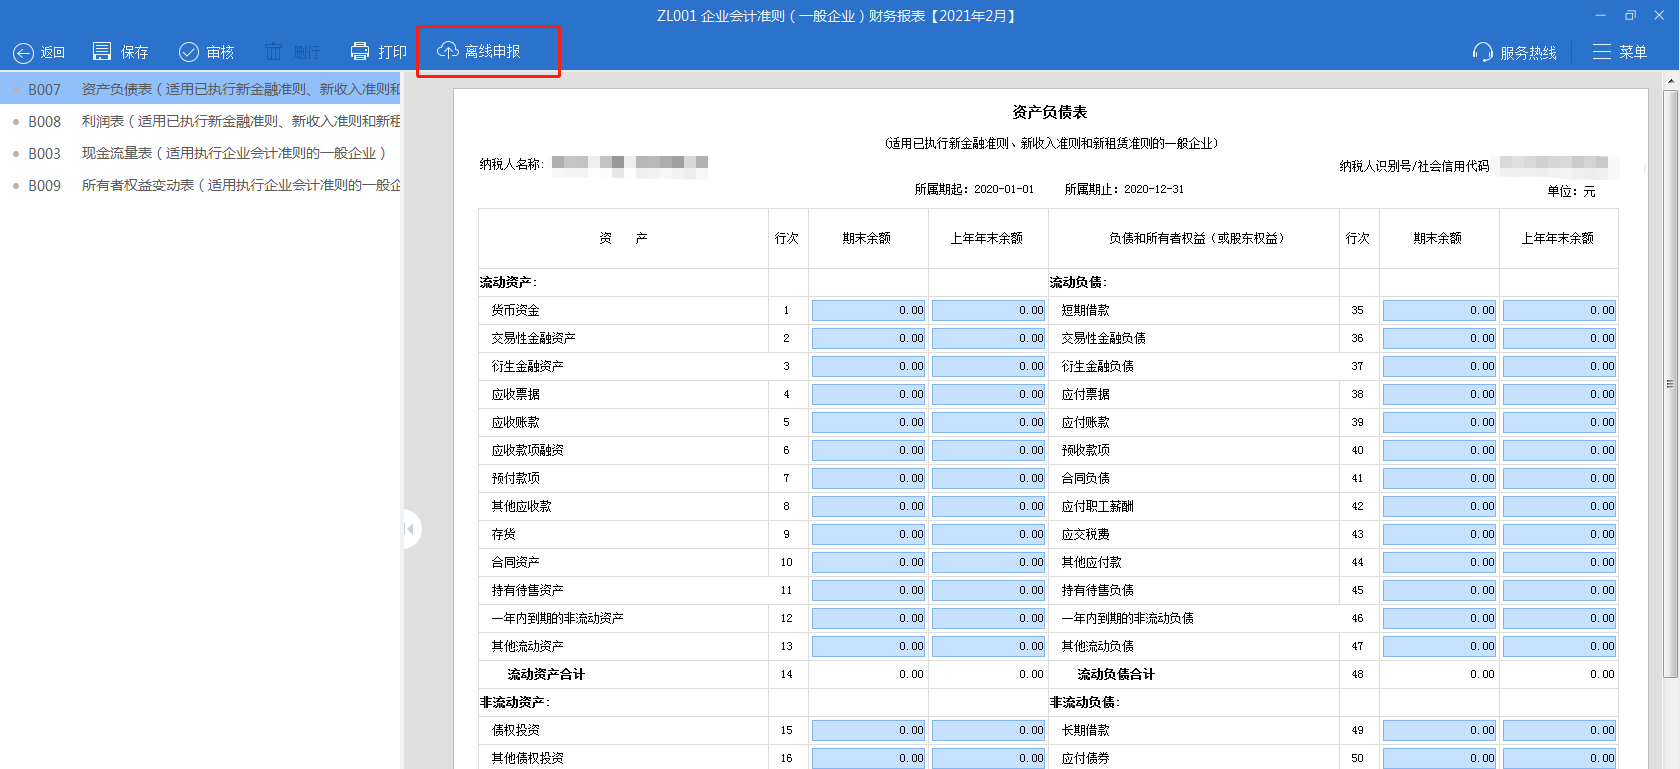 ZL001 企业会计准则（一般企业）财务报表【2021年2月】
返回 保存 审核 删行 打印 离线申报 服务热线 菜单
B007 资产负债表（适用已执行新金融准则、新收入准则和
B008 利润表（适用已执行新金融准则、新收入准则和新租
B003 现金流量表（适用执行企业会计准则的一般企业）
B009 所有者权益变动表（适用执行企业会计准则的一般企
资产负债表
(适用已执行新金融准则、新收入准则和新租赁准则的一般企业)
纳税人名称: 纳税人识别号/社会信用代码
所属期起: 2020-01-01 所属期止: 2020-12-31
单位: 元
资 产 行次 期末余额 上年年末余额 负债和所有者权益（或股东权益） 行次 期末余额 上年年末余额
流动资产: 流动负债:
货币资金 1 0.00 0.00 短期借款 35 0.00 0.00
交易性金融资产 2 0.00 0.00 交易性金融负债 36 0.00 0.00
衍生金融资产 3 0.00 0.00 衍生金融负债 37 0.00 0.00
应收票据 4 0.00 0.00 应付票据 38 0.00 0.00
应收账款 5 0.00 0.00 应付账款 39 0.00 0.00
应收款项融资 6 0.00 0.00 预收款项 40 0.00 0.00
预付款项 7 0.00 0.00 合同负债 41 0.00 0.00
其他应收款 8 0.00 0.00 应付职工薪酬 42 0.00 0.00
存货 9 0.00 0.00 应交税费 43 0.00 0.00
合同资产 10 0.00 0.00 其他应付款 44 0.00 0.00
持有待售资产 11 0.00 0.00 持有待售负债 45 0.00 0.00
一年内到期的非流动资产 12 0.00 0.00 一年内到期的非流动负债 46 0.00 0.00
其他流动资产 13 0.00 0.00 其他流动负债 47 0.00 0.00
流动资产合计 14 0.00 0.00 流动负债合计 48 0.00 0.00
非流动资产: 非流动负债:
债权投资 15 0.00 0.00 长期借款 49 0.00 0.00
其他债权投资 16 0.00 0.00 应付债券 50 0.00 0.00